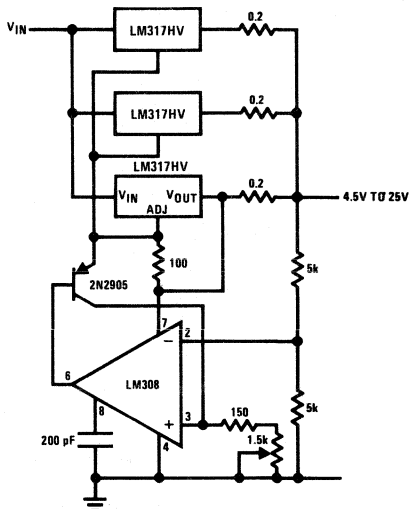 VIN
LM317HV
0.2
LM317HV
0.2
LM317HV
VIN
VOUT
ADJ
0.2
4.5V TO 25V
100
5k
2N2905
7
2
−
6
LM308
8
+
3
4
150
1.5k
5k
200 pF